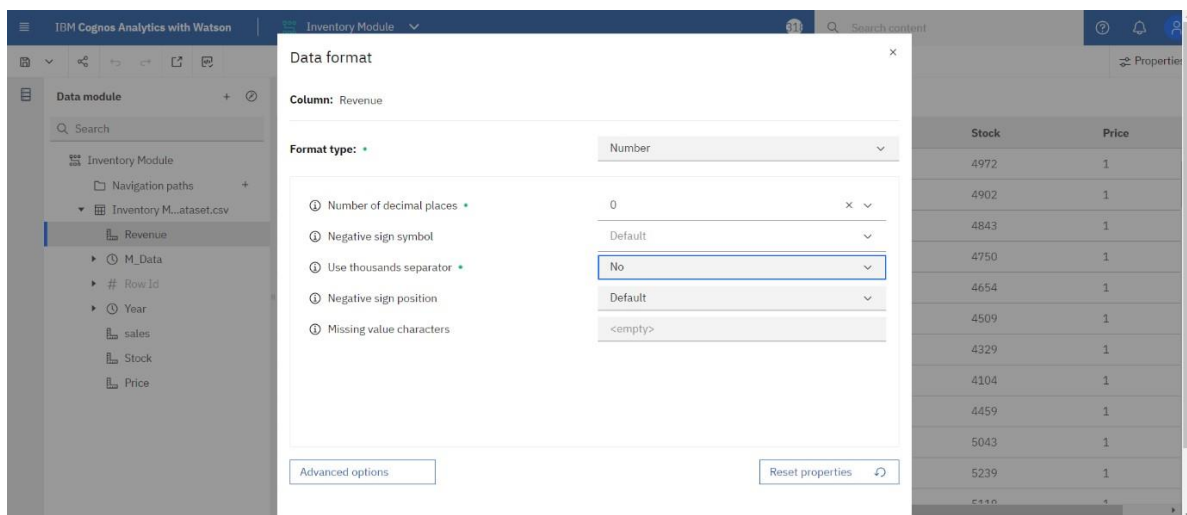 IBM Cognos Analytics with Watson
Inventory Module
Search content
Properties
Data module
Search
Inventory Module
Navigation paths
Inventory M...ataset.csv
Revenue
M_Data
Row Id
Year
sales
Stock
Price
Data format
Column: Revenue
Format type: Number
Number of decimal places 0
Negative sign symbol Default
Use thousands separator No
Negative sign position Default
Missing value characters <empty>
Advanced options
Reset properties
Stock Price
4972 1
4902 1
4843 1
4750 1
4654 1
4509 1
4329 1
4104 1
4459 1
5043 1
5239 1